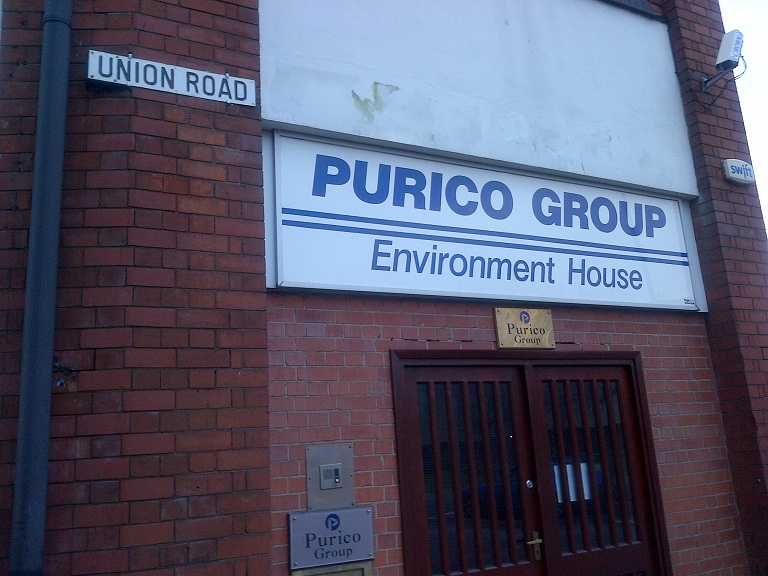 UNION ROAD
PURICO GROUP
Environment House
swift
Purico
Group
Purico
Group